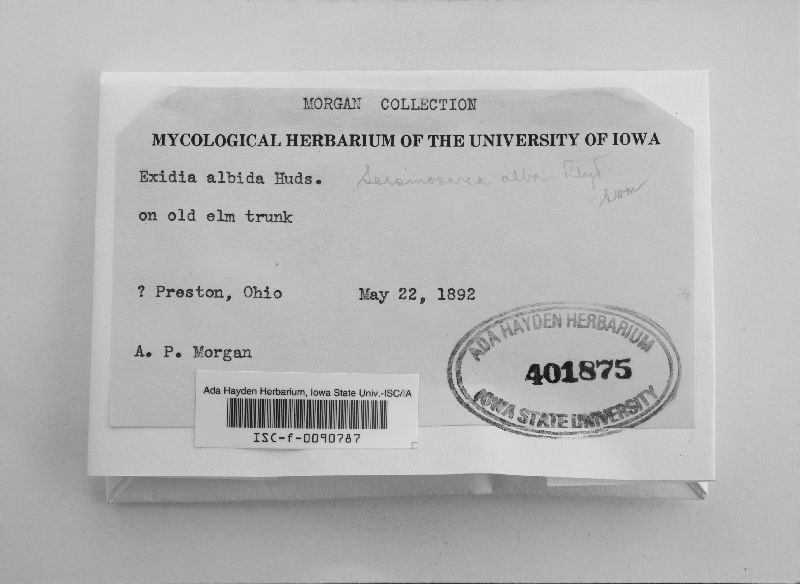 MORGAN COLLECTION
MYCOLOGICAL HERBARIUM OF THE UNIVERSITY OF IOWA
Exidia albida Huds. alba Lloyd
on old elm trunk
? Preston, Ohio May 22, 1892
A. P. Morgan
ADA HAYDEN HERBARIUM
401875
IOWA STATE UNIVERSITY
Ada Hayden Herbarium, Iowa State Univ.-ISC/IA
ISC-f-0090787